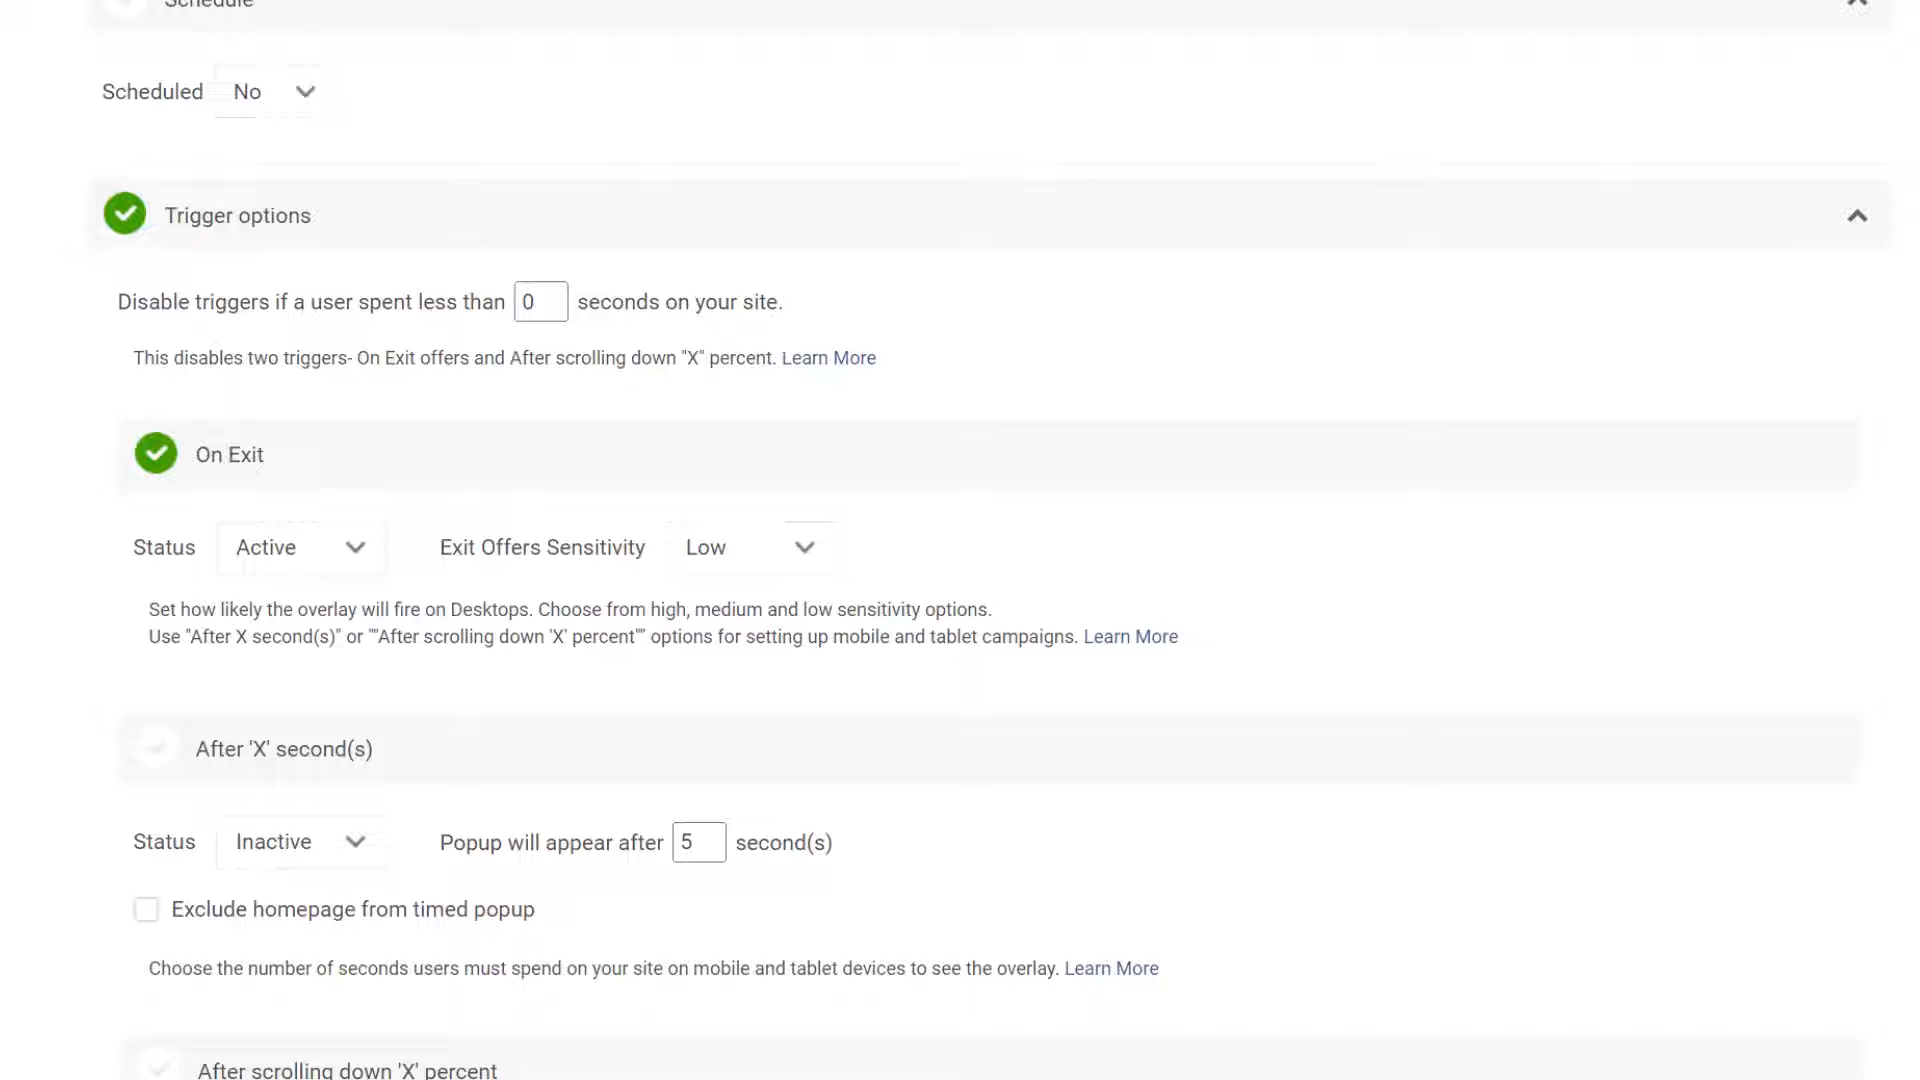 Schedule
Scheduled No
Trigger options
Disable triggers if a user spent less than 0 seconds on your site.
This disables two triggers- On Exit offers and After scrolling down "X" percent. Learn More
On Exit
Status Active Exit Offers Sensitivity Low
Set how likely the overlay will fire on Desktops. Choose from high, medium and low sensitivity options.
Use "After X second(s)" or ""After scrolling down 'X' percent"" options for setting up mobile and tablet campaigns. Learn More
After 'X' second(s)
Status Inactive Popup will appear after 5 second(s)
Exclude homepage from timed popup
Choose the number of seconds users must spend on your site on mobile and tablet devices to see the overlay. Learn More
After scrolling down 'X' percent